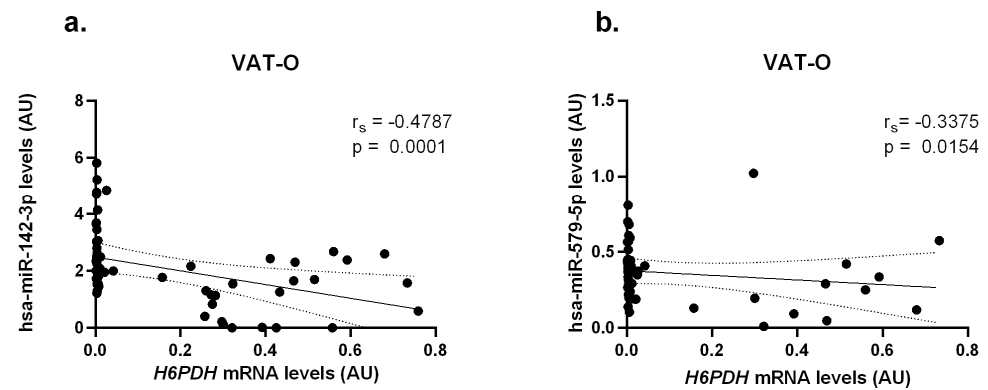 a.
VAT-O
hsa-miR-142-3p levels (AU)
8
6
4
2
0
rs = -0.4787
p = 0.0001
0.0 0.2 0.4 0.6 0.8
H6PDH mRNA levels (AU)
b.
VAT-O
hsa-miR-579-5p levels (AU)
1.5
1.0
0.5
0.0
rs= -0.3375
p = 0.0154
0.0 0.2 0.4 0.6 0.8
H6PDH mRNA levels (AU)